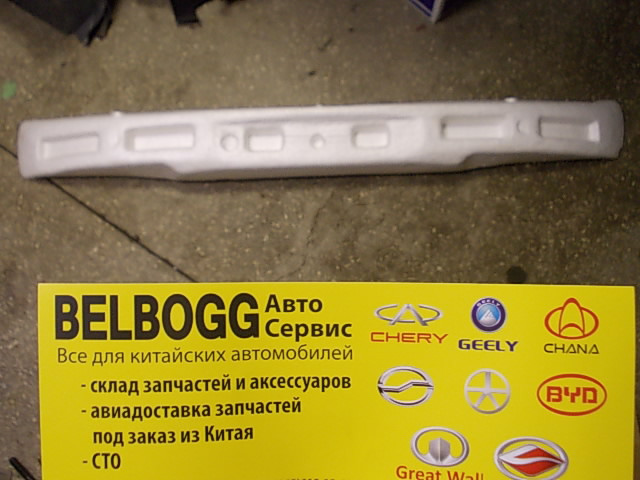 BELBOGG Авто Сервис
Все для китайских автомобилей
- склад запчастей и аксессуаров
- авиадоставка запчастей
под заказ из Китая
- СТО
CHERY
GEELY
GEELY
CHANA
BYD
Great Wall